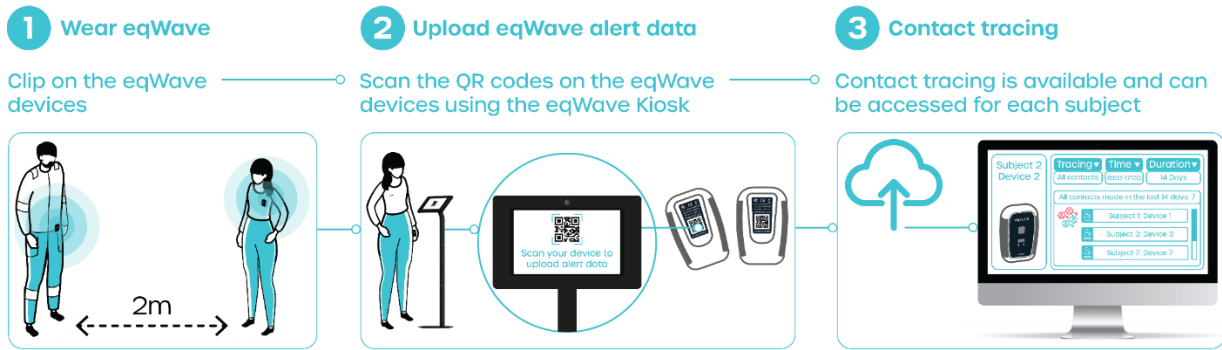 1 Wear eqWave
Clip on the eqWave
devices
2m
2 Upload eqWave alert data
Scan the QR codes on the eqWave
devices using the eqWave Kiosk
Scan your device to
upload alert data
3 Contact tracing
Contact tracing is available and can
be accessed for each subject
Subject 2
Device 2
Tracing▼ Time▼ Duration▼
All contacts 14 Days
All contacts made in the last 14 days: 7
Subject 1: Device 1
Subject 3: Device 3
Subject 7: Device 7